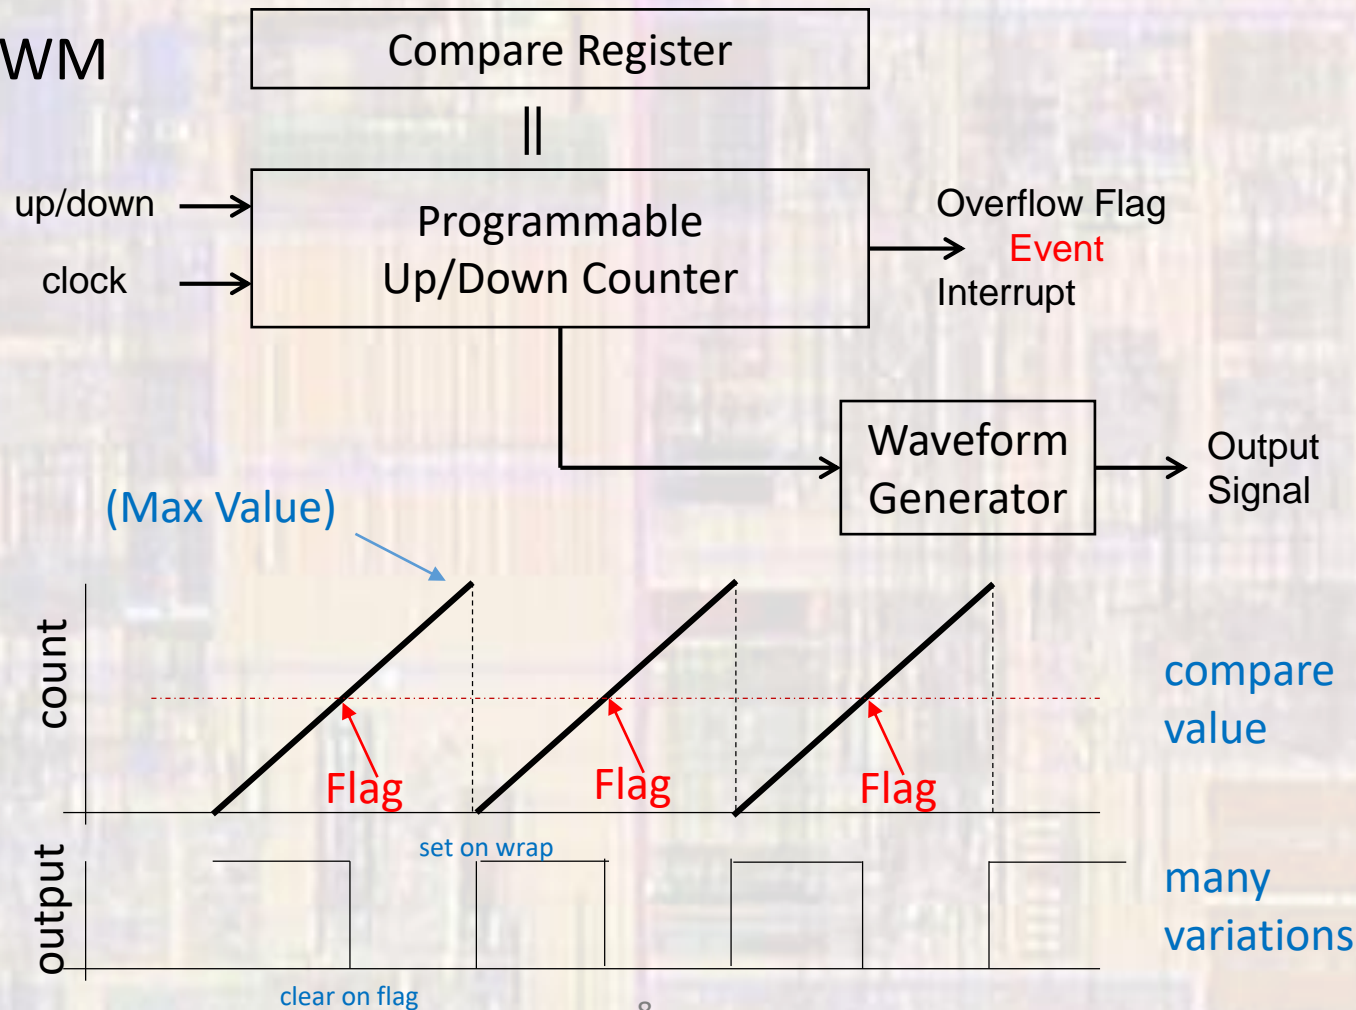 WM
Compare Register
||
up/down
clock
Programmable
Up/Down Counter
Overflow Flag
Event
Interrupt
Waveform
Generator
Output
Signal
(Max Value)
count
compare
value
Flag
Flag
Flag
set on wrap
output
many
variations
clear on flag